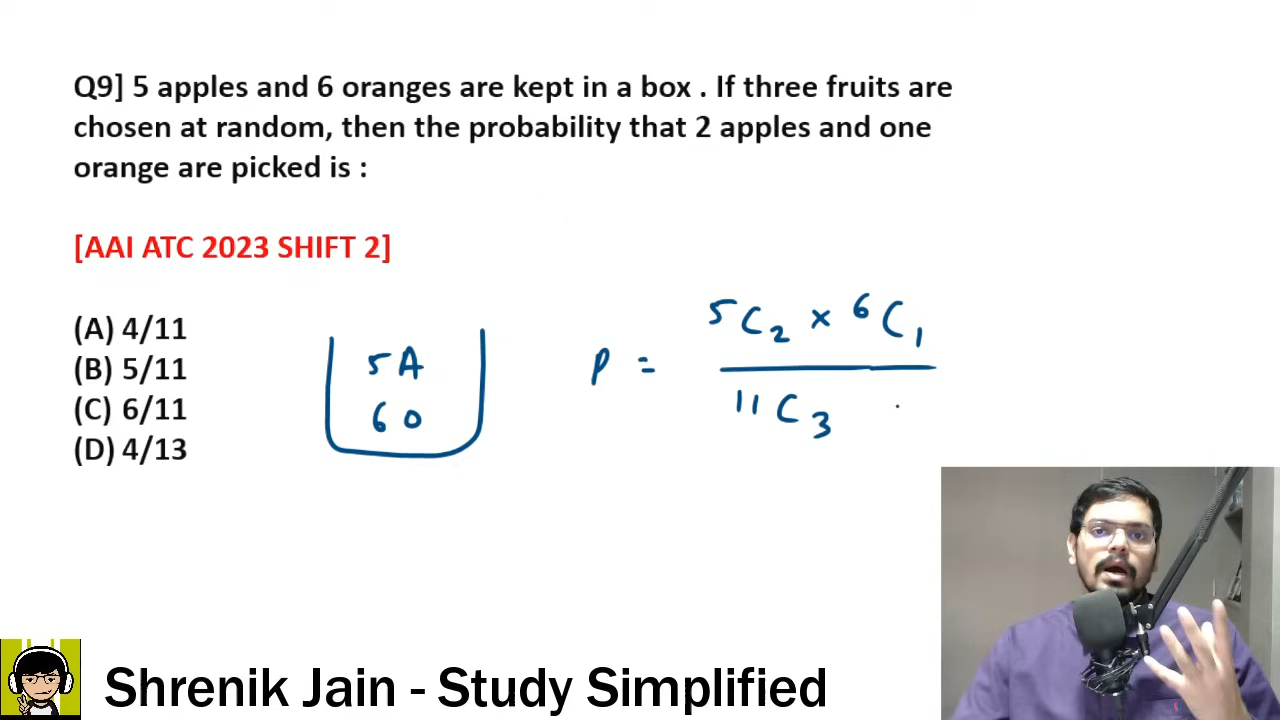 Q9] 5 apples and 6 oranges are kept in a box . If three fruits are
chosen at random, then the probability that 2 apples and one
orange are picked is :
[AAI ATC 2023 SHIFT 2]
(A) 4/11
(B) 5/11
(C) 6/11
(D) 4/13
5A
6O
P =
⁵C₂ × ⁶C₁
¹¹C₃
Shrenik Jain - Study Simplified